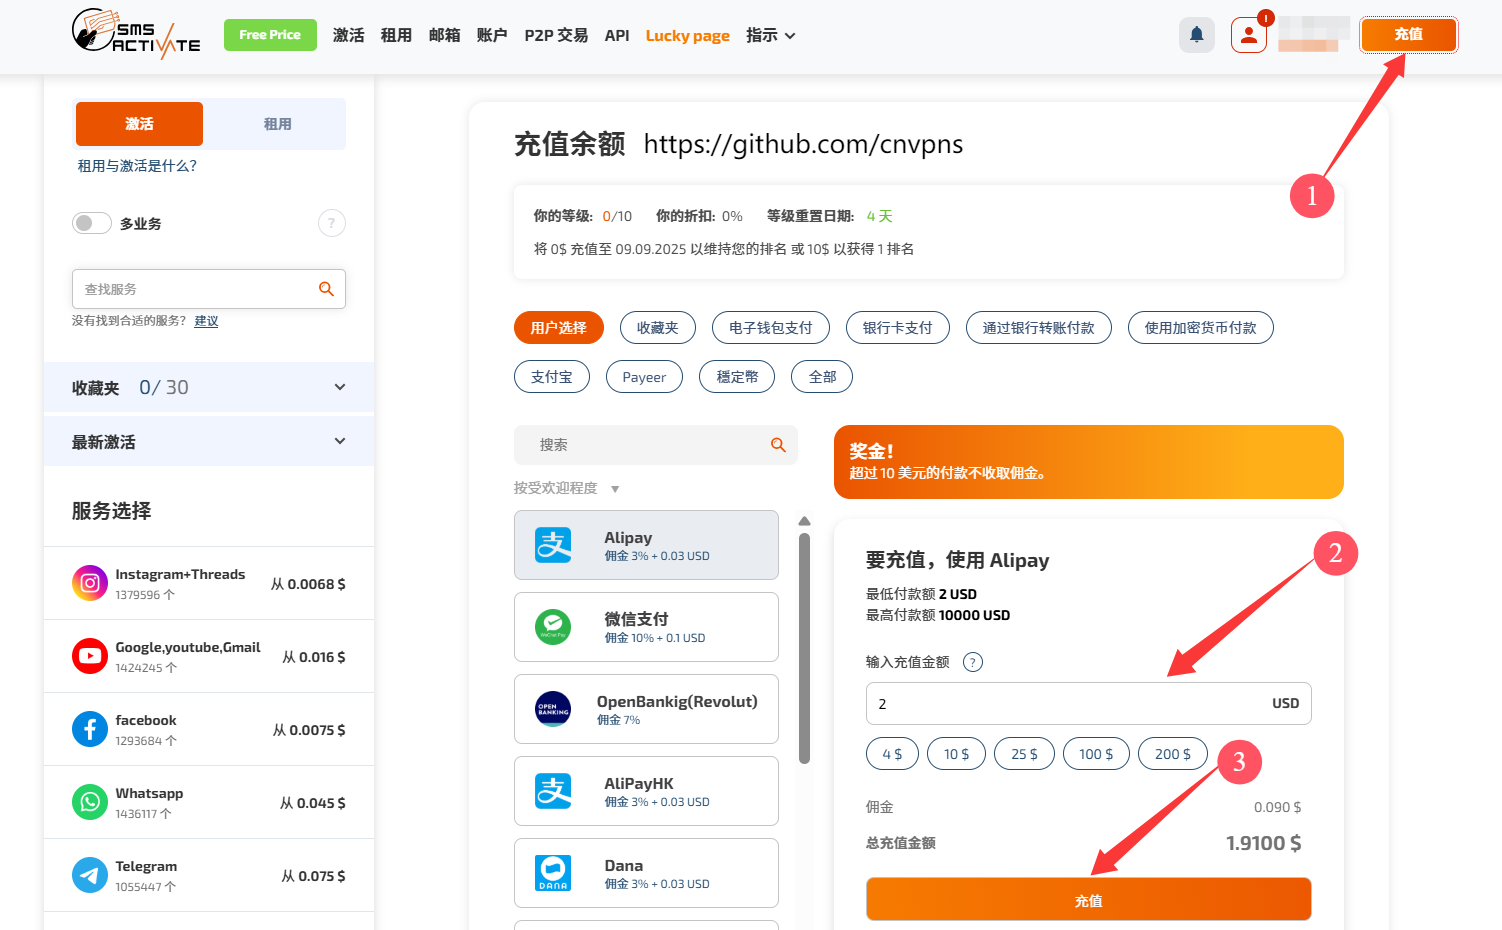 SMS
ACTIVATE
Free Price
激活
租用
邮箱
账户
P2P 交易
API
Lucky page
指示
!
充值
1
激活
租用
租用与激活是什么?
多业务
?
查找服务
没有找到合适的服务? 建议
收藏夹 0/ 30
最新激活
服务选择
Instagram+Threads
1379596 个
从 0.0068 $
Google,youtube,Gmail
1424245 个
从 0.016 $
facebook
1293684 个
从 0.0075 $
Whatsapp
1436117 个
从 0.045 $
Telegram
1055447 个
从 0.075 $
充值余额 https://github.com/cnvpns
你的等级: 0/10 你的折扣: 0% 等级重置日期: 4 天
将 0$ 充值至 09.09.2025 以维持您的排名 或 10$ 以获得 1 排名
用户选择
收藏夹
电子钱包支付
银行卡支付
通过银行转账付款
使用加密货币付款
支付宝
Payeer
穩定幣
全部
搜索
按受欢迎程度
支
Alipay
佣金 3% + 0.03 USD
WeChat Pay
微信支付
佣金 10% + 0.1 USD
OPEN
BANKING
OpenBankig(Revolut)
佣金 7%
支
AliPayHK
佣金 3% + 0.03 USD
DANA
Dana
佣金 3% + 0.03 USD
奖金!
超过 10 美元的付款不收取佣金。
要充值，使用 Alipay
2
最低付款额 2 USD
最高付款额 10000 USD
输入充值金额 ?
2 USD
4 $
10 $
25 $
100 $
200 $
3
佣金 0.090 $
总充值金额 1.9100 $
充值